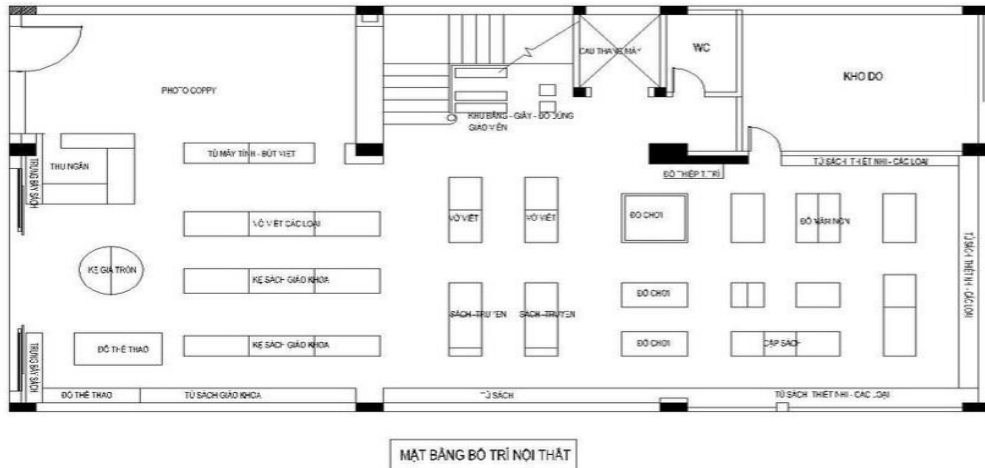 CAU THANG MÁY
WC
KHO DO
PHOTO COPPY
KHU BẢNG - GIẤY - ĐỒ DÙNG
GIÁO VIÊN
TỦ MÁY TÍNH - BÚT VIẾT
THU NGÂN
TRƯNG BÀY SÁCH
TỦ SÁCH THIẾT NHI - CÁC LOẠI
VỞ VIẾT CÁC LOẠI
VỞ VIẾT
VỞ VIẾT
ĐỒ CHƠI
ĐỒ MẦM NON
TỦ SÁCH THIẾT NHI - CÁC LOẠI
KỆ GIÁ TRÒN
KỆ SÁCH GIÁO KHOA
ĐỒ CHƠI
SÁCH TRUYỆN
SÁCH TRUYỆN
ĐỒ THỂ THAO
KỆ SÁCH GIÁO KHOA
ĐỒ CHƠI
CẶP SÁCH
TRƯNG BÀY SÁCH
ĐỒ THỂ THAO
TỦ SÁCH GIÁO KHOA
TỦ SÁCH
TỦ SÁCH THIẾT NHI - CÁC LOẠI
MẶT BẰNG BỐ TRÍ NỘI THẤT